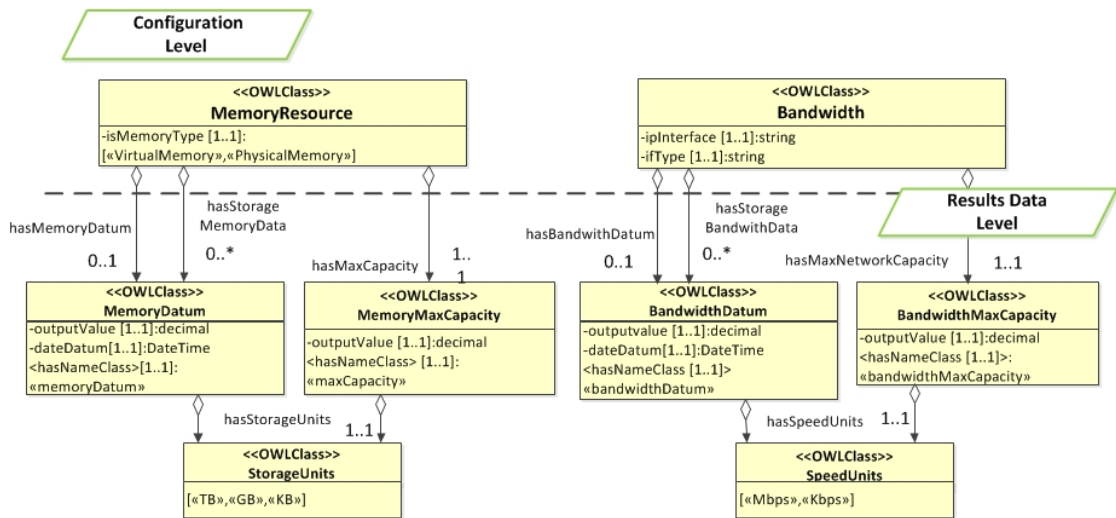 Configuration
Level
<<OWLClass>>
MemoryResource
-isMemoryType [1..1]:
[«VirtualMemory»,«PhysicalMemory»]
<<OWLClass>>
Bandwidth
-ipInterface [1..1]:string
-ifType [1..1]:string
Results Data
Level
hasMemoryDatum
0..1
hasStorage
MemoryData
0..*
hasMaxCapacity
1..
1
hasBandwithDatum
0..1
hasStorage
BandwithData
0..*
hasMaxNetworkCapacity
1..1
<<OWLClass>>
MemoryDatum
-outputValue [1..1]:decimal
-dateDatum[1..1]:DateTime
<hasNameClass>[1..1]:
«memoryDatum»
<<OWLClass>>
MemoryMaxCapacity
-outputValue [1..1]:decimal
<hasNameClass> [1..1]:
«maxCapacity»
<<OWLClass>>
BandwidthDatum
-outputvalue [1..1]:decimal
-dateDatum[1..1]:DateTime
<hasNameClass [1..1]>
«bandwidthDatum»
<<OWLClass>>
BandwidthMaxCapacity
-outputValue [1..1]:decimal
<hasNameClass [1..1]>:
«bandwidthMaxCapacity»
hasStorageUnits
1..1
hasSpeedUnits
1..1
<<OWLClass>>
StorageUnits
[«TB»,«GB»,«KB»]
<<OWLClass>>
SpeedUnits
[«Mbps»,«Kbps»]